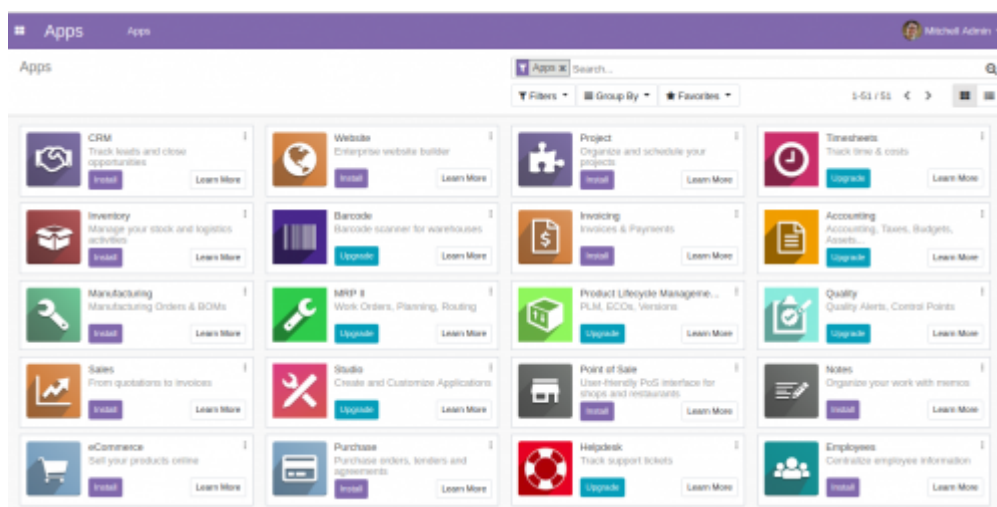 Apps Apps Mitchell Admin
Apps
Apps x Search...
Filters Group By Favorites 1-51 / 51
CRM
Track leads and close
opportunities
Install Learn More
Website
Enterprise website builder
Install Learn More
Project
Organize and schedule your
projects
Install Learn More
Timesheets
Track time & costs
Upgrade Learn More
Inventory
Manage your stock and logistics
activities
Install Learn More
Barcode
Barcode scanner for warehouses
Upgrade Learn More
Invoicing
Invoices & Payments
Install Learn More
Accounting
Accounting, Taxes, Budgets,
Assets...
Upgrade Learn More
Manufacturing
Manufacturing Orders & BOMs
Install Learn More
MRP II
Work Orders, Planning, Routing
Upgrade Learn More
Product Lifecycle Manageme...
PLM, ECOs, Versions
Upgrade Learn More
Quality
Quality Alerts, Control Points
Upgrade Learn More
Sales
From quotations to invoices
Install Learn More
Studio
Create and Customize Applications
Upgrade Learn More
Point of Sale
User-friendly PoS interface for
shops and restaurants
Install Learn More
Notes
Organize your work with memos
Install Learn More
eCommerce
Sell your products online
Install Learn More
Purchase
Purchase orders, tenders and
agreements
Install Learn More
Helpdesk
Track support tickets
Upgrade Learn More
Employees
Centralize employee information
Install Learn More